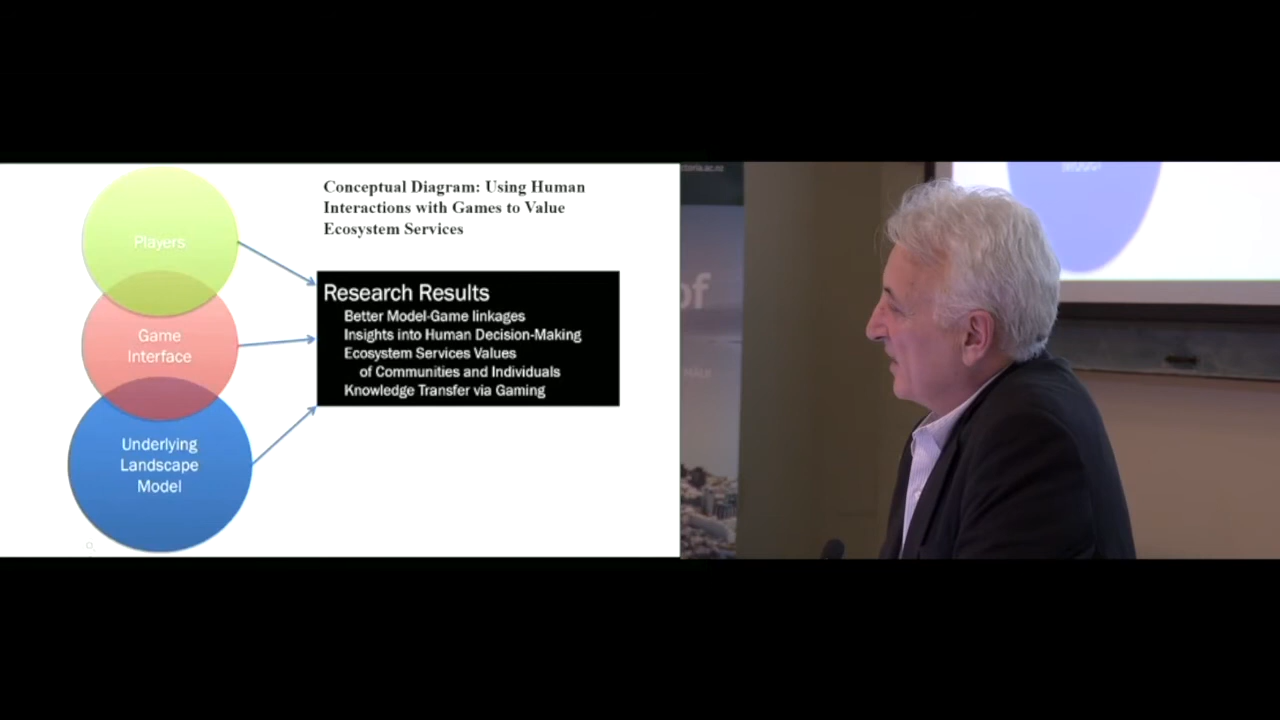 Conceptual Diagram: Using Human
Interactions with Games to Value
Ecosystem Services
Players
Game
Interface
Underlying
Landscape
Model
Research Results
Better Model-Game linkages
Insights into Human Decision-Making
Ecosystem Services Values
of Communities and Individuals
Knowledge Transfer via Gaming
of